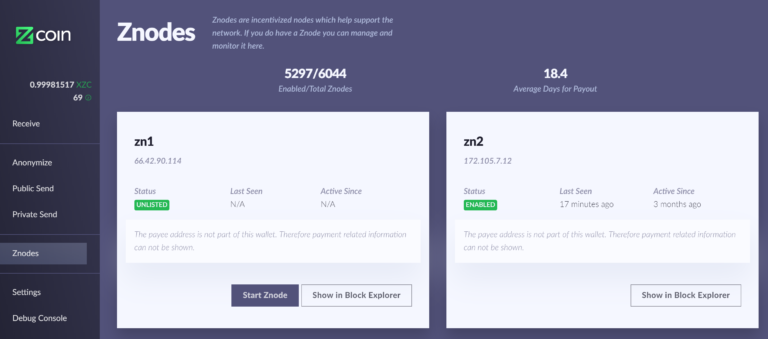 Zcoin
0.99981517 XZC
69
Receive
Anonymize
Public Send
Private Send
Znodes
Settings
Debug Console
Znodes
Znodes are incentivized nodes which help support the
network. If you do have a Znode you can manage and
monitor it here.
5297/6044
Enabled/Total Znodes
18.4
Average Days for Payout
zn1
66.42.90.114
Status
Last Seen
Active Since
UNLISTED
N/A
N/A
The payee address is not part of this wallet. Therefore payment related information
can not be shown.
Start Znode
Show in Block Explorer
zn2
172.105.7.12
Status
Last Seen
Active Since
ENABLED
17 minutes ago
3 months ago
The payee address is not part of this wallet. Therefore payment related information
can not be shown.
Show in Block Explorer